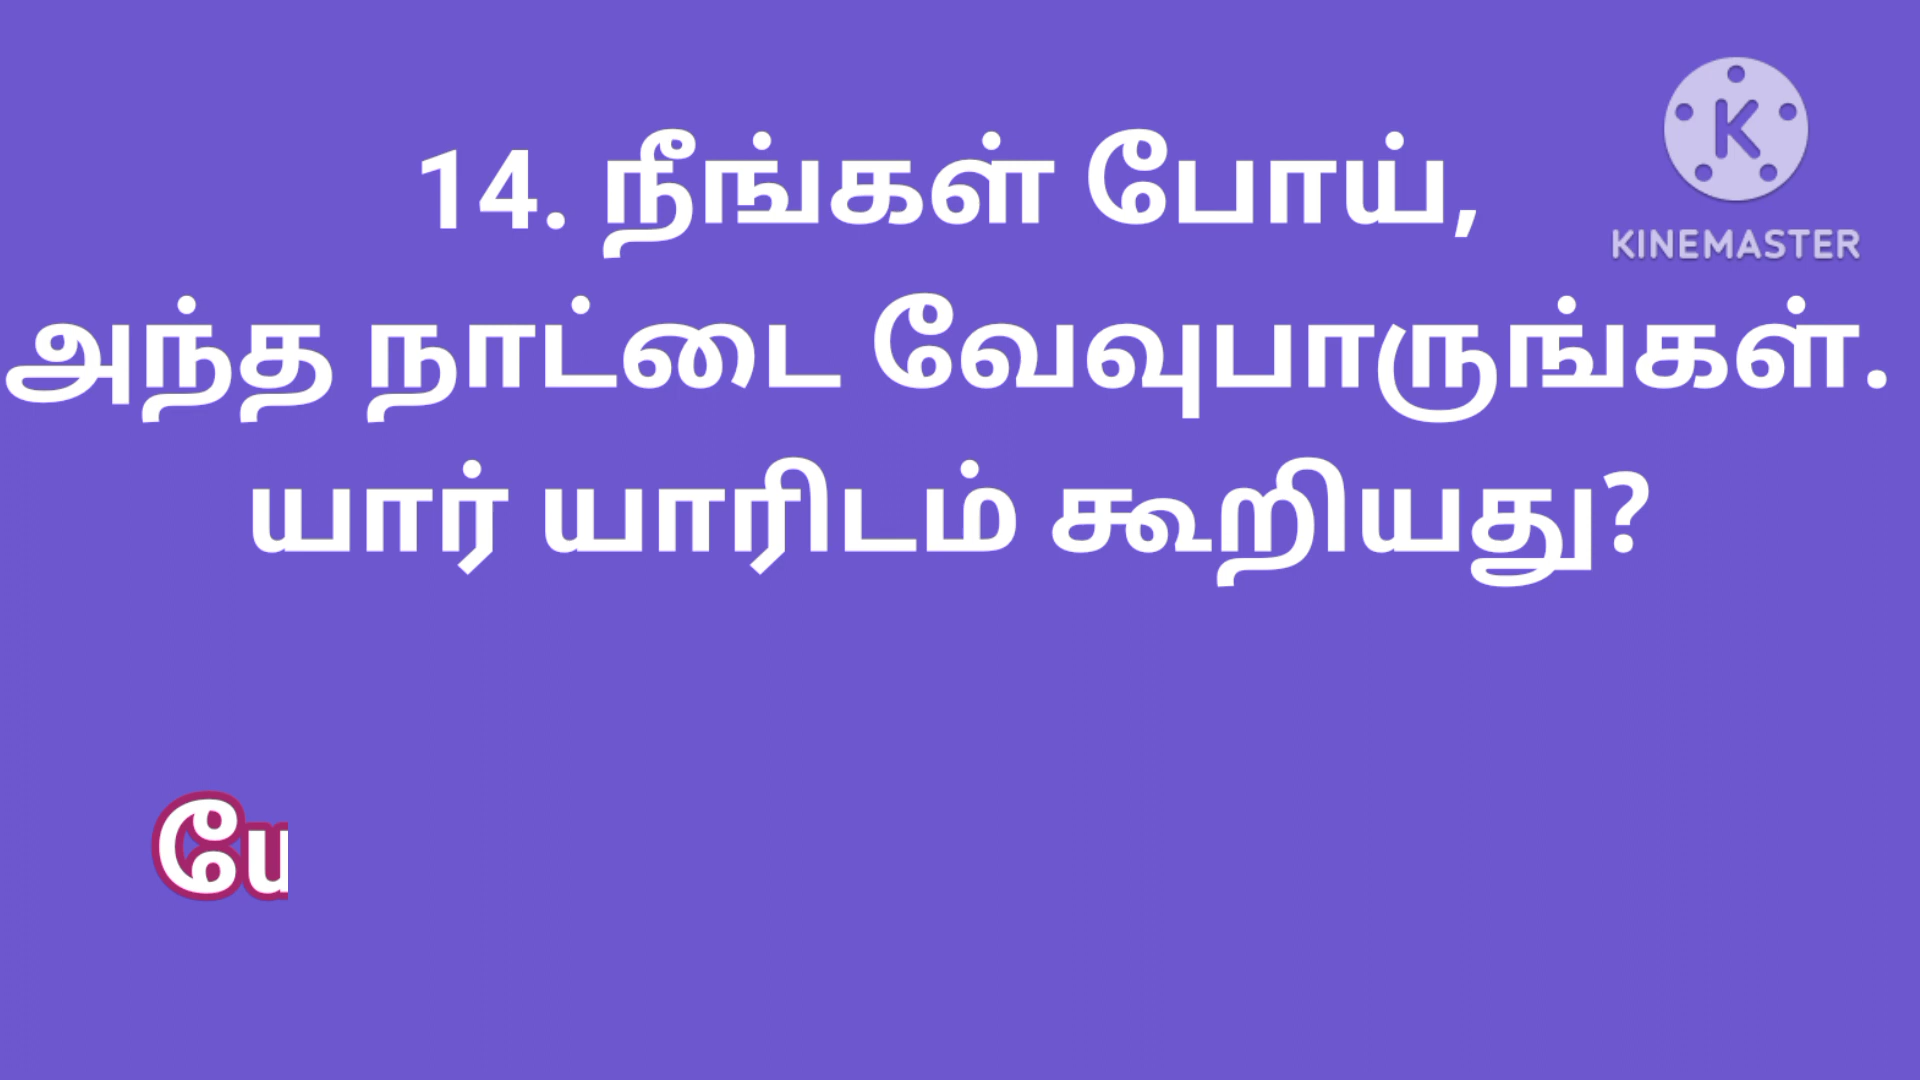 14. நீங்கள் போய்,
அந்த நாட்டை வேவுபாருங்கள்.
யார் யாரிடம் கூறியது?
K
KINEMASTER